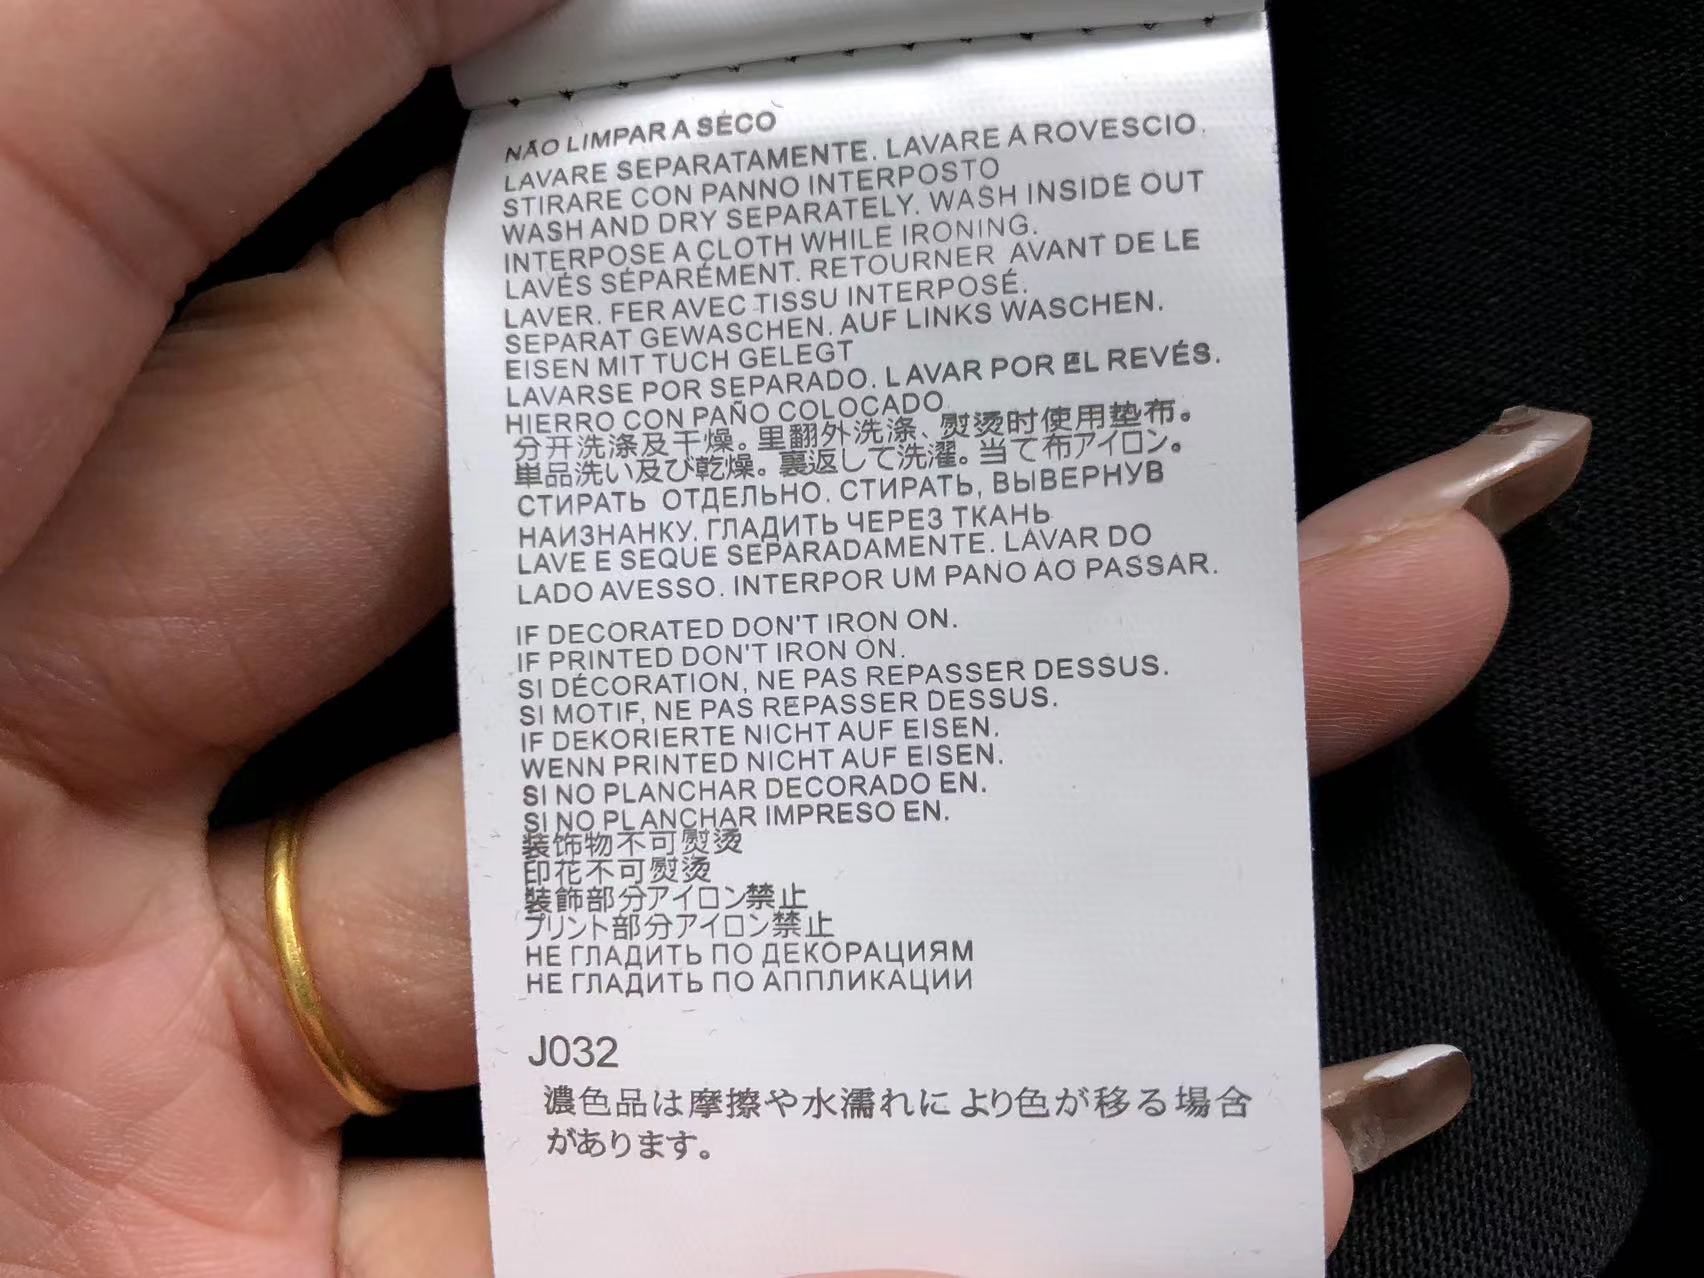 NÃO LIMPAR A SÉCO
LAVARE SEPARATAMENTE. LAVARE A ROVESCIO.
STIRARE CON PANNO INTERPOSTO
WASH AND DRY SEPARATELY. WASH INSIDE OUT
INTERPOSE A CLOTH WHILE IRONING.
LAVÉS SÉPARÉMENT. RETOURNER AVANT DE LE
LAVER. FER AVEC TISSU INTERPOSÉ.
SEPARAT GEWASCHEN. AUF LINKS WASCHEN.
EISEN MIT TUCH GELEGT
LAVARSE POR SEPARADO. LAVAR POR EL REVÉS.
HIERRO CON PAÑO COLOCADO
分开洗涤及干燥。里翻外洗涤、熨烫时使用垫布。
単品洗い及び乾燥。裏返して洗濯。当て布アイロン。
СТИРАТЬ ОТДЕЛЬНО. СТИРАТЬ, ВЫВЕРНУВ
НАИЗНАНКУ. ГЛАДИТЬ ЧЕРЕЗ ТКАНЬ
LAVE E SEQUE SEPARADAMENTE. LAVAR DO
LADO AVESSO. INTERPOR UM PANO AO PASSAR.
IF DECORATED DON'T IRON ON.
IF PRINTED DON'T IRON ON.
SI DÉCORATION, NE PAS REPASSER DESSUS.
SI MOTIF, NE PAS REPASSER DESSUS.
IF DEKORIERTE NICHT AUF EISEN.
WENN PRINTED NICHT AUF EISEN.
SI NO PLANCHAR DECORADO EN.
SI NO PLANCHAR IMPRESO EN.
装饰物不可熨烫
印花不可熨烫
装飾部分アイロン禁止
プリント部分アイロン禁止
НЕ ГЛАДИТЬ ПО ДЕКОРАЦИЯМ
НЕ ГЛАДИТЬ ПО АППЛИКАЦИИ
J032
濃色品は摩擦や水濡れにより色が移る場合
があります。